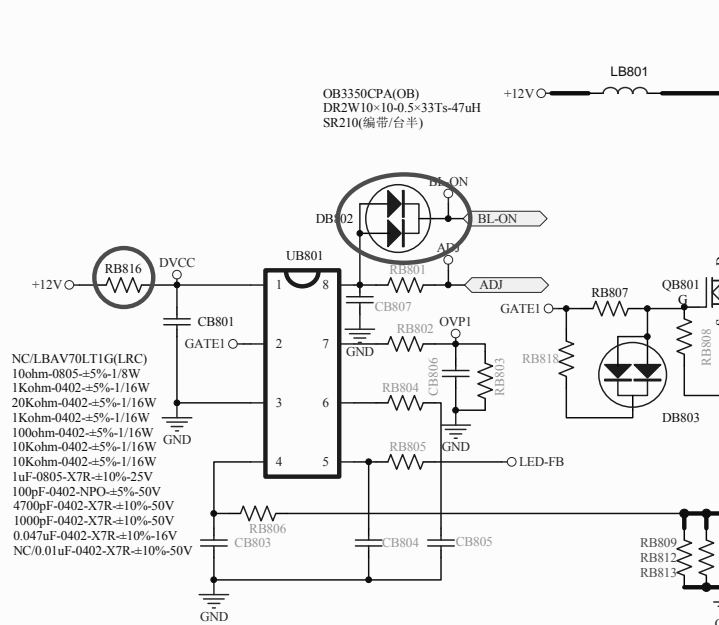 LB801
OB3350CPA(OB)
DR2W10×10-0.5×33Ts-47uH
SR210(编带/台半)
+12V
BL-ON
DB802
BL-ON
ADJ
UB801
RB816
DVCC
RB801
ADJ
+12V
1
8
CB807
RB807
QB801
G
GATE1
CB801
RB802
OVP1
GATE1
2
7
GND
RB818
RB808
CB806
RB803
NC/LBAV70LT1G(LRC)
10ohm-0805-±5%-1/8W
1Kohm-0402-±5%-1/16W
20Kohm-0402-±5%-1/16W
1Kohm-0402-±5%-1/16W
100ohm-0402-±5%-1/16W
10Kohm-0402-±5%-1/16W
10Kohm-0402-±5%-1/16W
1uF-0805-X7R-±10%-25V
100pF-0402-NPO-±5%-50V
4700pF-0402-X7R-±10%-50V
1000pF-0402-X7R-±10%-50V
0.047uF-0402-X7R-±10%-16V
NC/0.01uF-0402-X7R-±10%-50V
RB804
3
6
DB803
GND
GND
RB805
4
5
LED-FB
RB806
CB803
CB804
CB805
RB809
RB812
RB813
GND